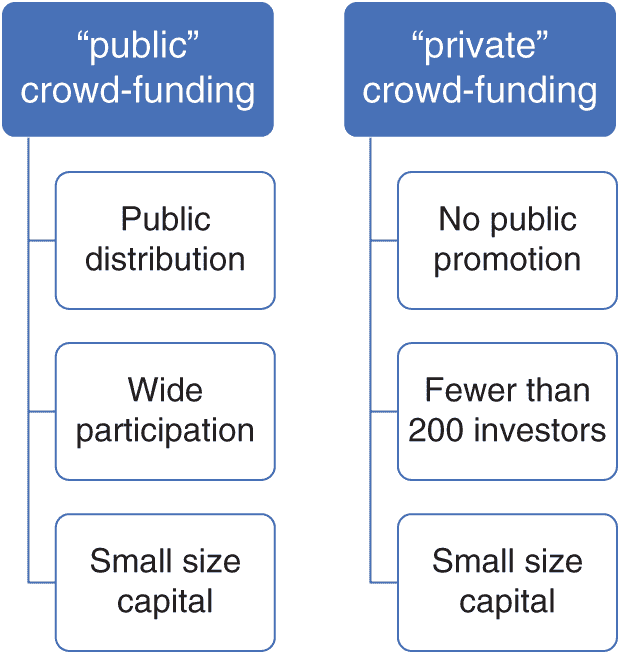 “public”
crowd-funding
Public
distribution
Wide
participation
Small size
capital
“private”
crowd-funding
No public
promotion
Fewer than
200 investors
Small size
capital